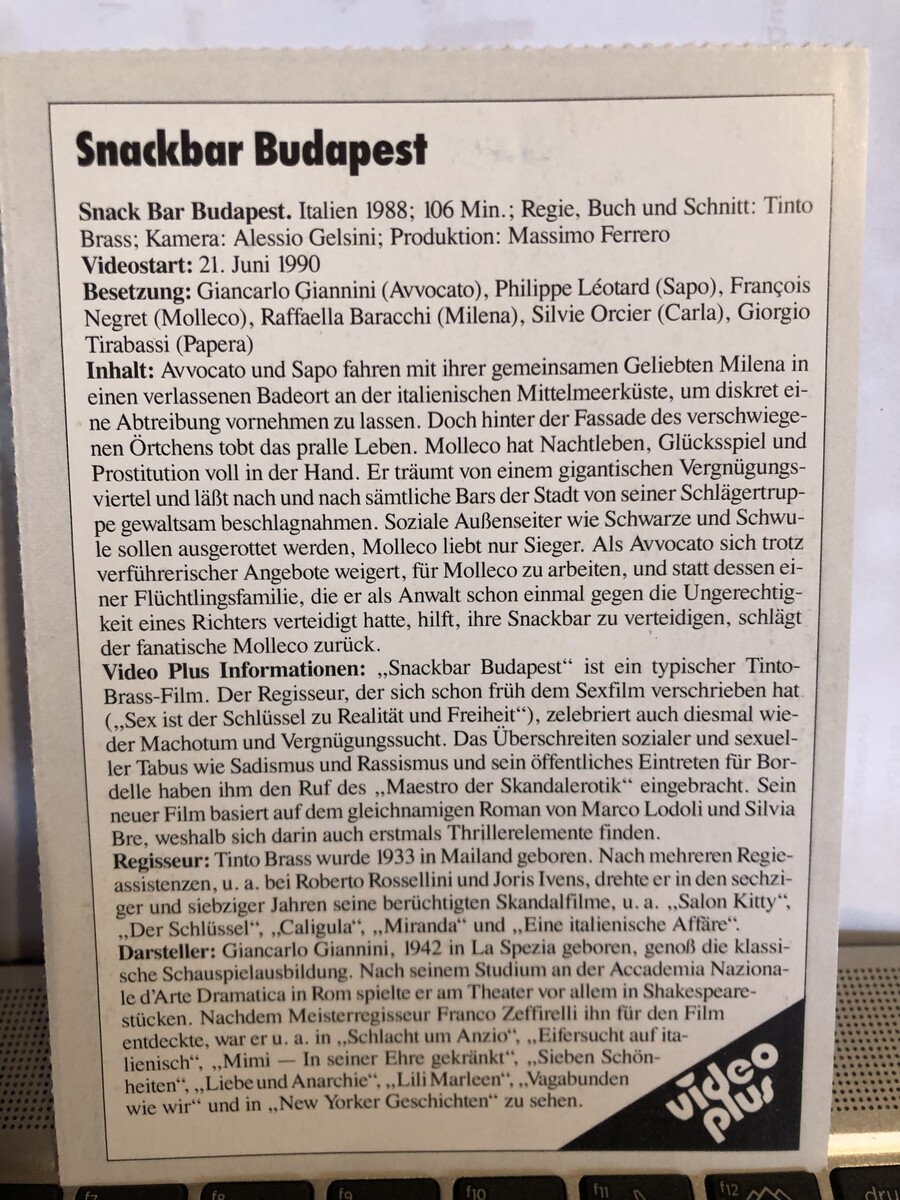 Snackbar Budapest
Snack Bar Budapest. Italien 1988; 106 Min.; Regie, Buch und Schnitt: Tinto
Brass; Kamera: Alessio Gelsini; Produktion: Massimo Ferrero
Videostart: 21. Juni 1990
Besetzung: Giancarlo Giannini (Avvocato), Philippe Léotard (Sapo), François
Negret (Molleco), Raffaella Baracchi (Milena), Silvie Orcier (Carla), Giorgio
Tirabassi (Papera)
Inhalt: Avvocato und Sapo fahren mit ihrer gemeinsamen Geliebten Milena in
einen verlassenen Badeort an der italienischen Mittelmeerküste, um diskret ei-
ne Abtreibung vornehmen zu lassen. Doch hinter der Fassade des verschwiege-
nen Örtchens tobt das pralle Leben. Molleco hat Nachtleben, Glücksspiel und
Prostitution voll in der Hand. Er träumt von einem gigantischen Vergnügungs-
viertel und läßt nach und nach sämtliche Bars der Stadt von seiner Schlägertrup-
pe gewaltsam beschlagnahmen. Soziale Außenseiter wie Schwarze und Schwu-
le sollen ausgerottet werden, Molleco liebt nur Sieger. Als Avvocato sich trotz
verführerischer Angebote weigert, für Molleco zu arbeiten, und statt dessen ei-
ner Flüchtlingsfamilie, die er als Anwalt schon einmal gegen die Ungerechtig-
keit eines Richters verteidigt hatte, hilft, ihre Snackbar zu verteidigen, schlägt
der fanatische Molleco zurück.
Video Plus Informationen: „Snackbar Budapest“ ist ein typischer Tinto-
Brass-Film. Der Regisseur, der sich schon früh dem Sexfilm verschrieben hat
(„Sex ist der Schlüssel zu Realität und Freiheit“), zelebriert auch diesmal wie-
der Machotum und Vergnügungssucht. Das Überschreiten sozialer und sexuel-
ler Tabus wie Sadismus und Rassismus und sein öffentliches Eintreten für Bor-
delle haben ihm den Ruf des „Maestro der Skandalerotik“ eingebracht. Sein
neuer Film basiert auf dem gleichnamigen Roman von Marco Lodoli und Silvia
Bre, weshalb sich darin auch erstmals Thrillerelemente finden.
Regisseur: Tinto Brass wurde 1933 in Mailand geboren. Nach mehreren Regie-
assistenzen, u. a. bei Roberto Rossellini und Joris Ivens, drehte er in den sechzi-
ger und siebziger Jahren seine berüchtigten Skandalfilme, u. a. „Salon Kitty“,
„Der Schlüssel“, „Caligula“, „Miranda“ und „Eine italienische Affäre“.
Darsteller: Giancarlo Giannini, 1942 in La Spezia geboren, genoß die klassi-
sche Schauspielausbildung. Nach seinem Studium an der Accademia Naziona-
le d'Arte Dramatica in Rom spielte er am Theater vor allem in Shakespeare-
stücken. Nachdem Meisterregisseur Franco Zeffirelli ihn für den Film
entdeckte, war er u. a. in „Schlacht um Anzio“, „Eifersucht auf ita-
lienisch“, „Mimi — In seiner Ehre gekränkt“, „Sieben Schön-
heiten“, „Liebe und Anarchie“, „Lili Marleen“, „Vagabunden
wie wir“ und in „New Yorker Geschichten“ zu sehen.
video
plus
f7 f8 f9 f10 f11 f12